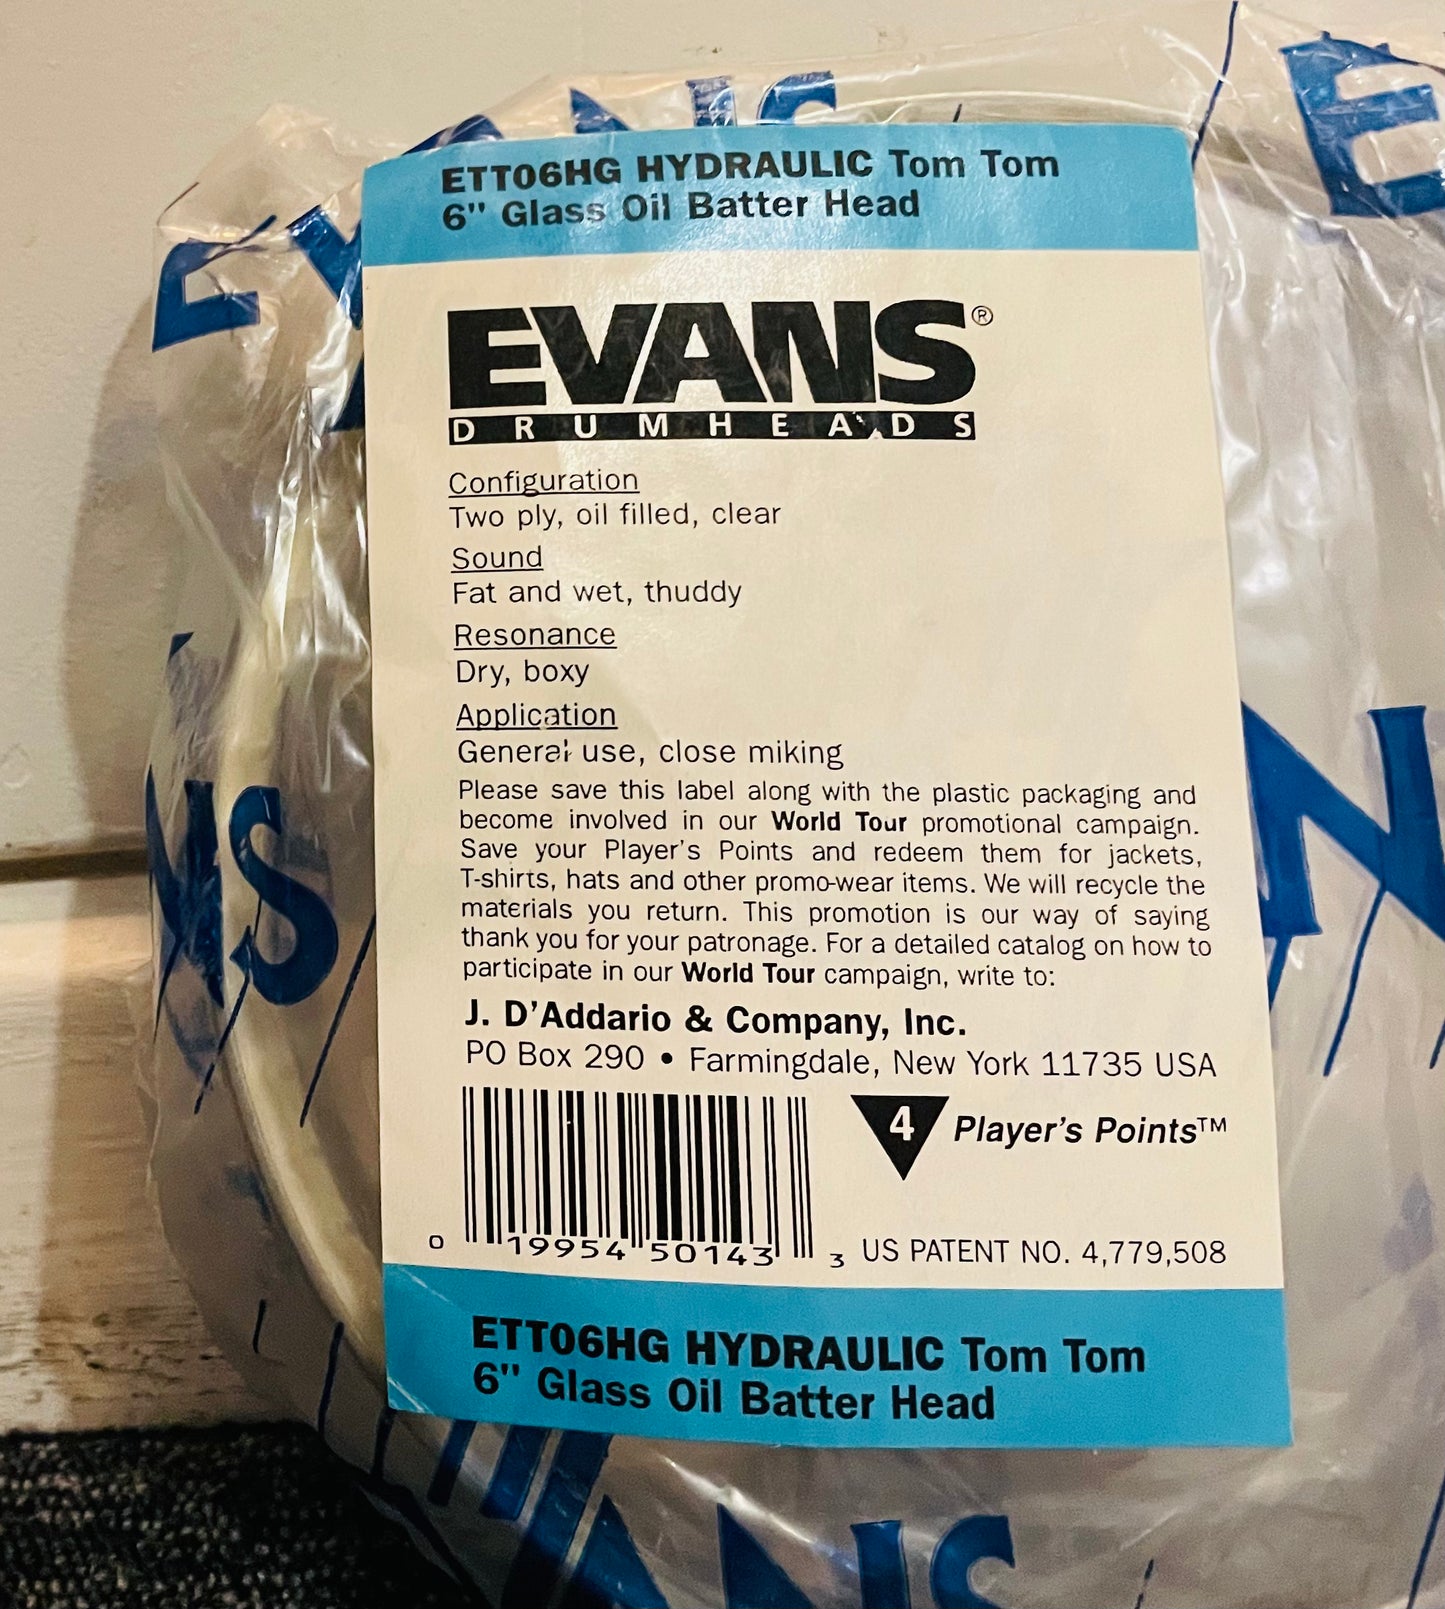 ETT06HG HYDRAULIC Tom Tom
6" Glass Oil Batter Head
EVANS®
DRUMHEADS
Configuration
Two ply, oil filled, clear
Sound
Fat and wet, thuddy
Resonance
Dry, boxy
Application
General use, close miking
Please save this label along with the plastic packaging and
become involved in our World Tour promotional campaign.
Save your Player's Points and redeem them for jackets,
T-shirts, hats and other promo-wear items. We will recycle the
materials you return. This promotion is our way of saying
thank you for your patronage. For a detailed catalog on how to
participate in our World Tour campaign, write to:
J. D'Addario & Company, Inc.
PO Box 290 • Farmingdale, New York 11735 USA
4 Player's Points™
0 19954 50143 3
US PATENT NO. 4,779,508
ETT06HG HYDRAULIC Tom Tom
6" Glass Oil Batter Head